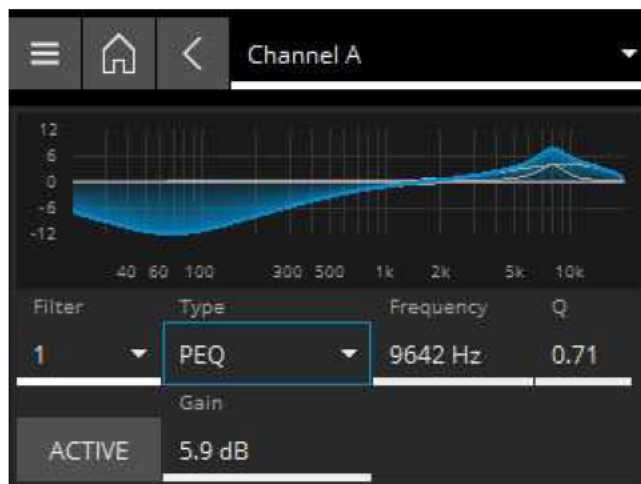 Channel A
12
6
0
-6
-12
40 60 100 300 500 1k 2k 5k 10k
Filter Type Frequency Q
1 PEQ 9642 Hz 0.71
Gain
ACTIVE 5.9 dB